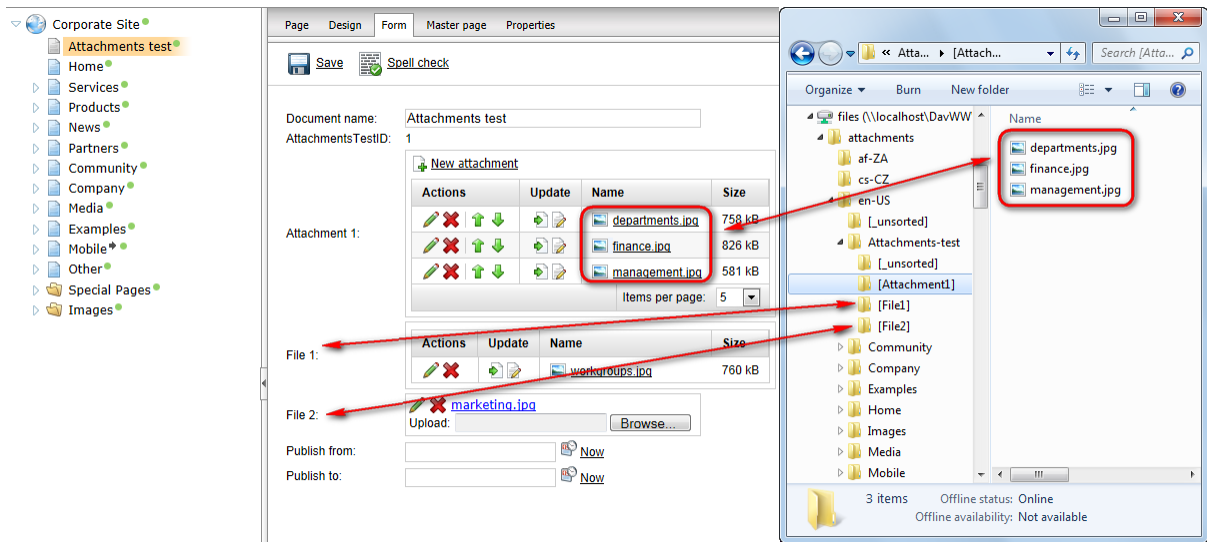 Corporate Site
Attachments test
Home
Services
Products
News
Partners
Community
Company
Media
Examples
Mobile
Other
Special Pages
Images
Page Design Form Master page Properties
Save Spell check
Document name: Attachments test
AttachmentsTestID: 1
New attachment
Actions Update Name Size
Attachment 1:
departments.jpg 758 kB
finance.jpg 826 kB
management.jpg 581 kB
Items per page: 5
File 1:
Actions Update Name Size
workgroups.jpg 760 kB
File 2:
marketing.jpg
Upload: Browse...
Publish from: Now
Publish to: Now
« Atta... [Attach... Search [Atta...
Organize Burn New folder
files (\\localhost\DavWW
attachments
af-ZA
cs-CZ
en-US
[_unsorted]
Attachments-test
[_unsorted]
[Attachment1]
[File1]
[File2]
Community
Company
Examples
Home
Images
Media
Mobile
Name
departments.jpg
finance.jpg
management.jpg
3 items Offline status: Online
Offline availability: Not available